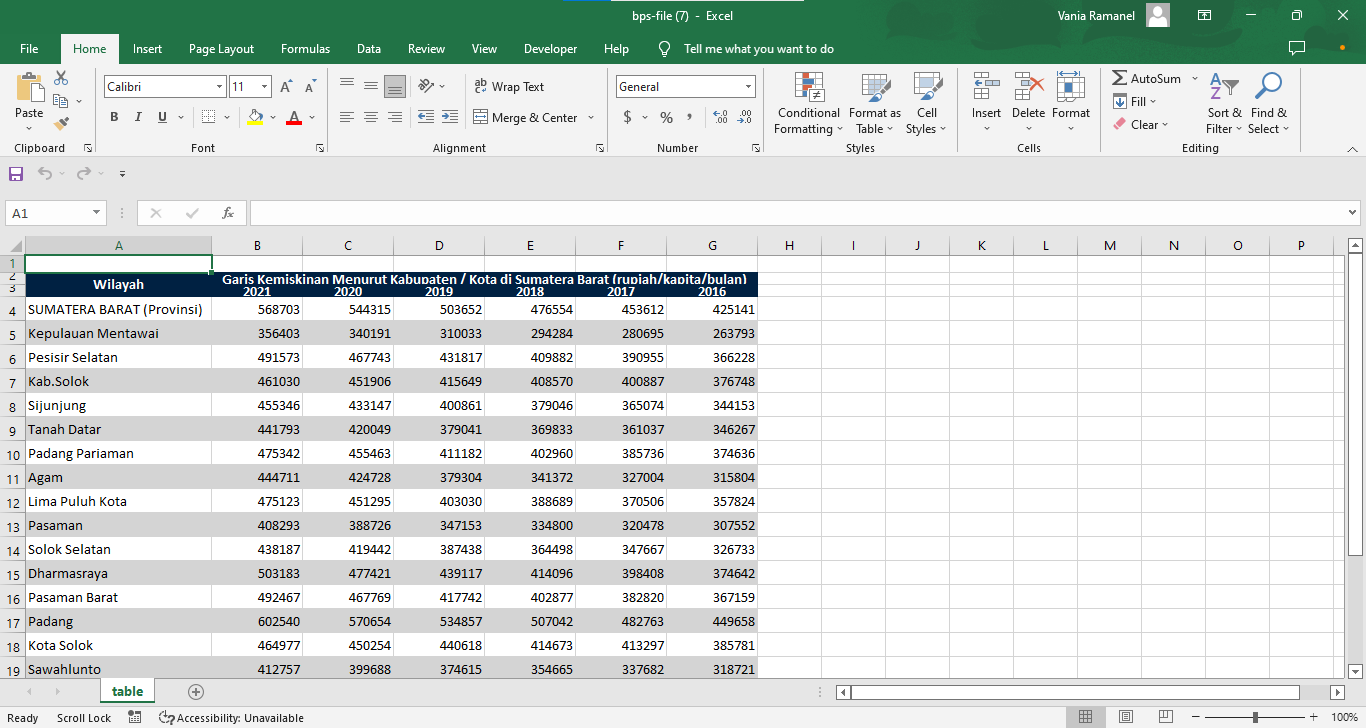 bps-file (7) - Excel
Vania Ramanel
File Home Insert Page Layout Formulas Data Review View Developer Help Tell me what you want to do
Paste
Clipboard
Calibri 11
B I U
Font
Wrap Text
Merge & Center
Alignment
General
$ % ,
Number
Conditional Formatting
Format as Table
Cell Styles
Styles
Insert Delete Format
Cells
AutoSum
Fill
Clear
Sort & Filter
Find & Select
Editing
A1
fx
A B C D E F G H I J K L M N O P
1
2 Wilayah Garis Kemiskinan Menurut Kabupaten / Kota di Sumatera Barat (rupiah/kapita/bulan)
3 2021 2020 2019 2018 2017 2016
4 SUMATERA BARAT (Provinsi) 568703 544315 503652 476554 453612 425141
5 Kepulauan Mentawai 356403 340191 310033 294284 280695 263793
6 Pesisir Selatan 491573 467743 431817 409882 390955 366228
7 Kab.Solok 461030 451906 415649 408570 400887 376748
8 Sijunjung 455346 433147 400861 379046 365074 344153
9 Tanah Datar 441793 420049 379041 369833 361037 346267
10 Padang Pariaman 475342 455463 411182 402960 385736 374636
11 Agam 444711 424728 379304 341372 327004 315804
12 Lima Puluh Kota 475123 451295 403030 388689 370506 357824
13 Pasaman 408293 388726 347153 334800 320478 307552
14 Solok Selatan 438187 419442 387438 364498 347667 326733
15 Dharmasraya 503183 477421 439117 414096 398408 374642
16 Pasaman Barat 492467 467769 417742 402877 382820 367159
17 Padang 602540 570654 534857 507042 482763 449658
18 Kota Solok 464977 450254 440618 414673 413297 385781
19 Sawahlunto 412757 399688 374615 354665 337682 318721
table
Ready Scroll Lock Accessibility: Unavailable
100%